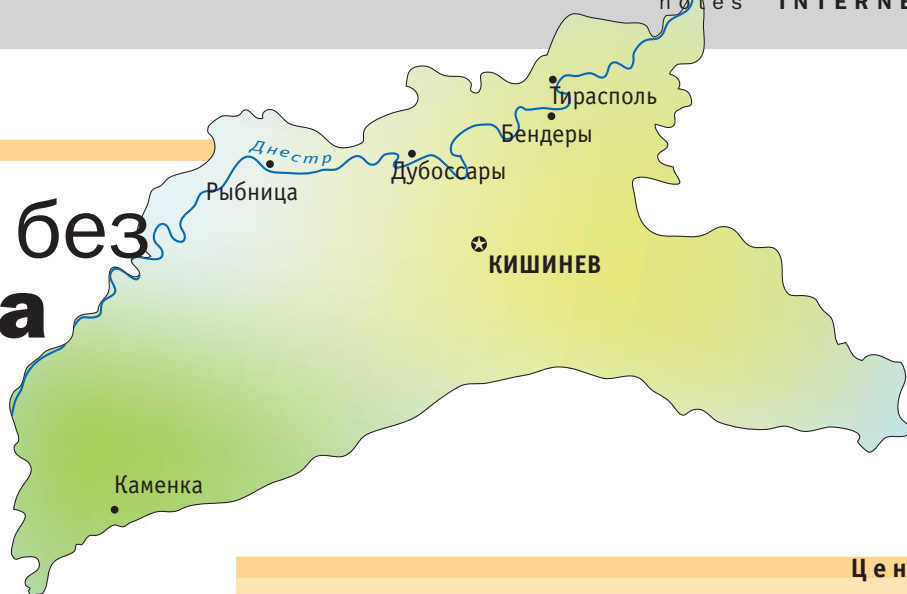 notes INTERNE
Тирасполь
Бендеры
Днестр
Дубоссары
Рыбница
без
а
КИШИНЕВ
Каменка
Цен